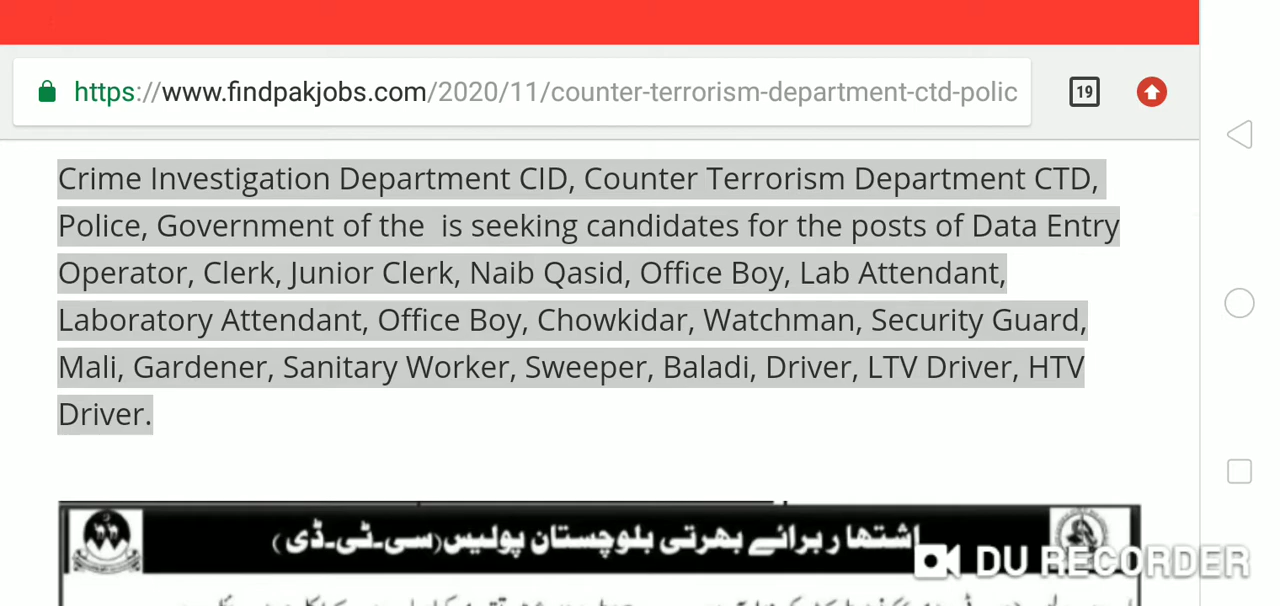 https://www.findpakjobs.com/2020/11/counter-terrorism-department-ctd-polic
19
Crime Investigation Department CID, Counter Terrorism Department CTD,
Police, Government of the  is seeking candidates for the posts of Data Entry
Operator, Clerk, Junior Clerk, Naib Qasid, Office Boy, Lab Attendant,
Laboratory Attendant, Office Boy, Chowkidar, Watchman, Security Guard,
Mali, Gardener, Sanitary Worker, Sweeper, Baladi, Driver, LTV Driver, HTV
Driver.
اشتہار برائے بھرتی بلوچستان پولیس(سی۔ٹی۔ڈی)
DU RECORDER